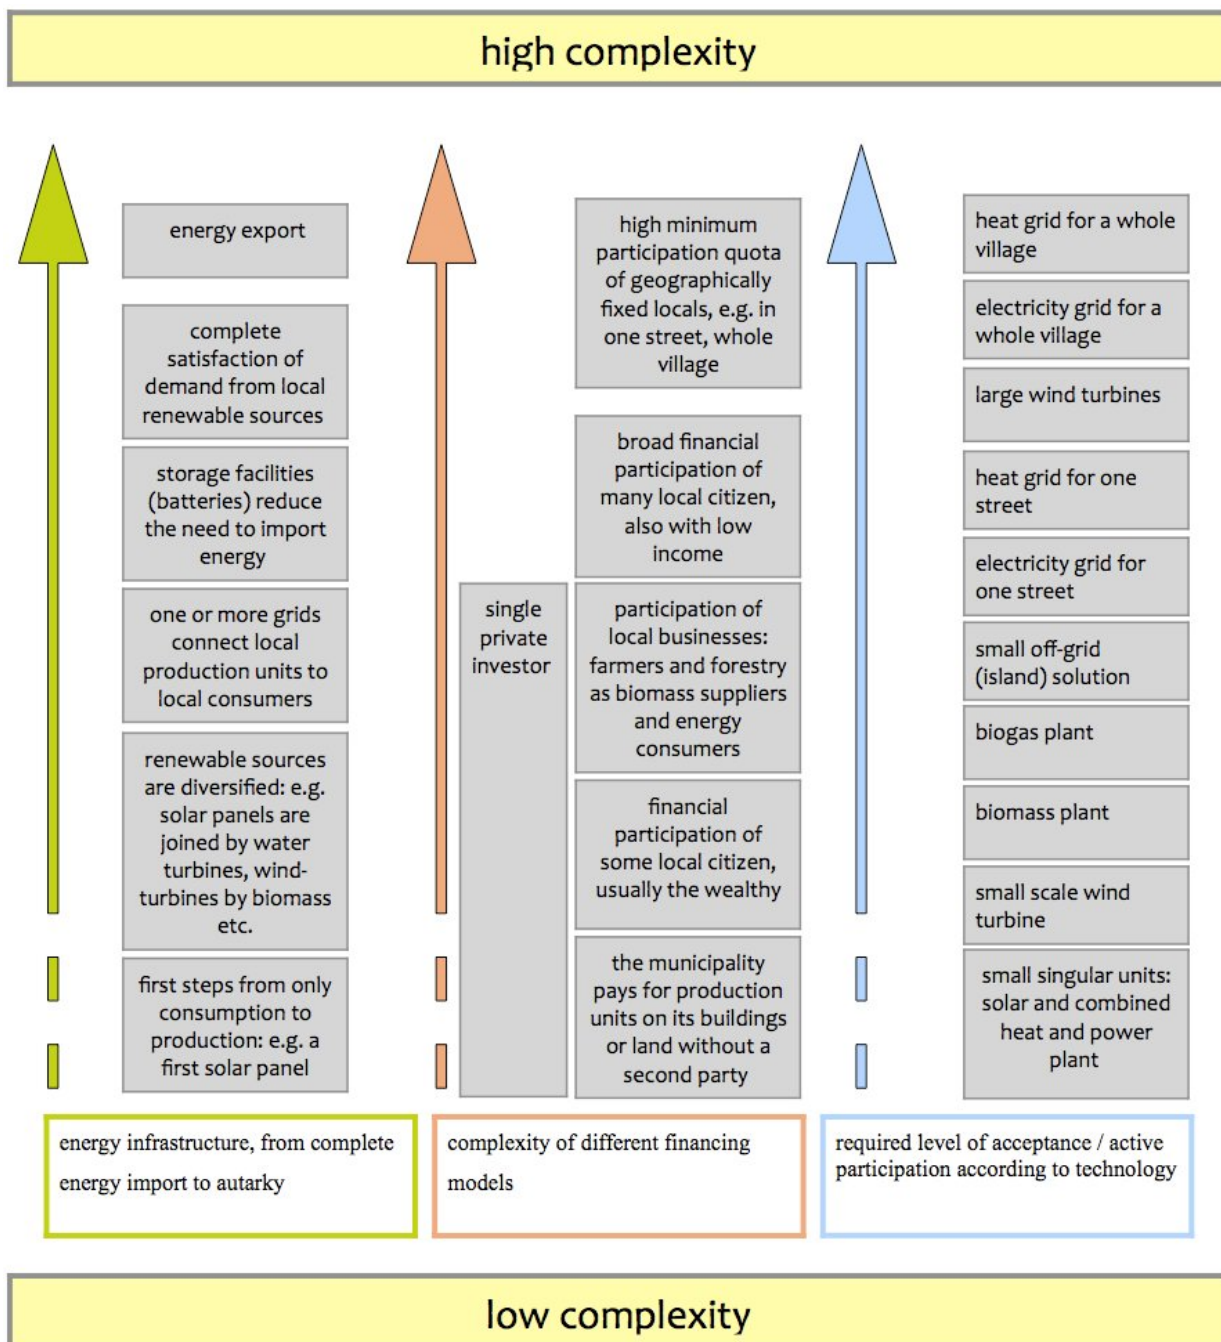 high complexity
energy export
complete
satisfaction of
demand from local
renewable sources
storage facilities
(batteries) reduce
the need to import
energy
one or more grids
connect local
production units to
local consumers
renewable sources
are diversified: e.g.
solar panels are
joined by water
turbines, wind-
turbines by biomass
etc.
first steps from only
consumption to
production: e.g. a
first solar panel
energy infrastructure, from complete
energy import to autarky
single
private
investor
high minimum
participation quota
of geographically
fixed locals, e.g. in
one street, whole
village
broad financial
participation of
many local citizen,
also with low
income
participation of
local businesses:
farmers and forestry
as biomass suppliers
and energy
consumers
financial
participation of
some local citizen,
usually the wealthy
the municipality
pays for production
units on its buildings
or land without a
second party
complexity of different financing
models
heat grid for a whole
village
electricity grid for a
whole village
large wind turbines
heat grid for one
street
electricity grid for
one street
small off-grid
(island) solution
biogas plant
biomass plant
small scale wind
turbine
small singular units:
solar and combined
heat and power
plant
required level of acceptance / active
participation according to technology
low complexity